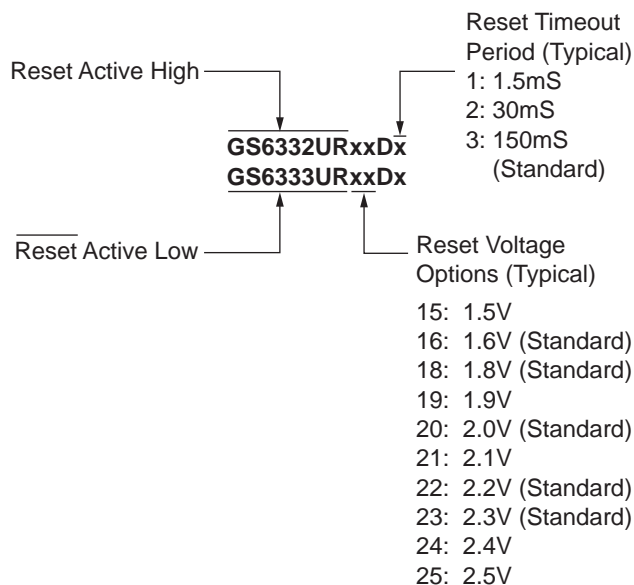 Reset Timeout
Period (Typical)
1: 1.5mS
2: 30mS
3: 150mS
(Standard)
Reset Active High
GS6332URxxDx
GS6333URxxDx
Reset Active Low
Reset Voltage
Options (Typical)
15: 1.5V
16: 1.6V (Standard)
18: 1.8V (Standard)
19: 1.9V
20: 2.0V (Standard)
21: 2.1V
22: 2.2V (Standard)
23: 2.3V (Standard)
24: 2.4V
25: 2.5V